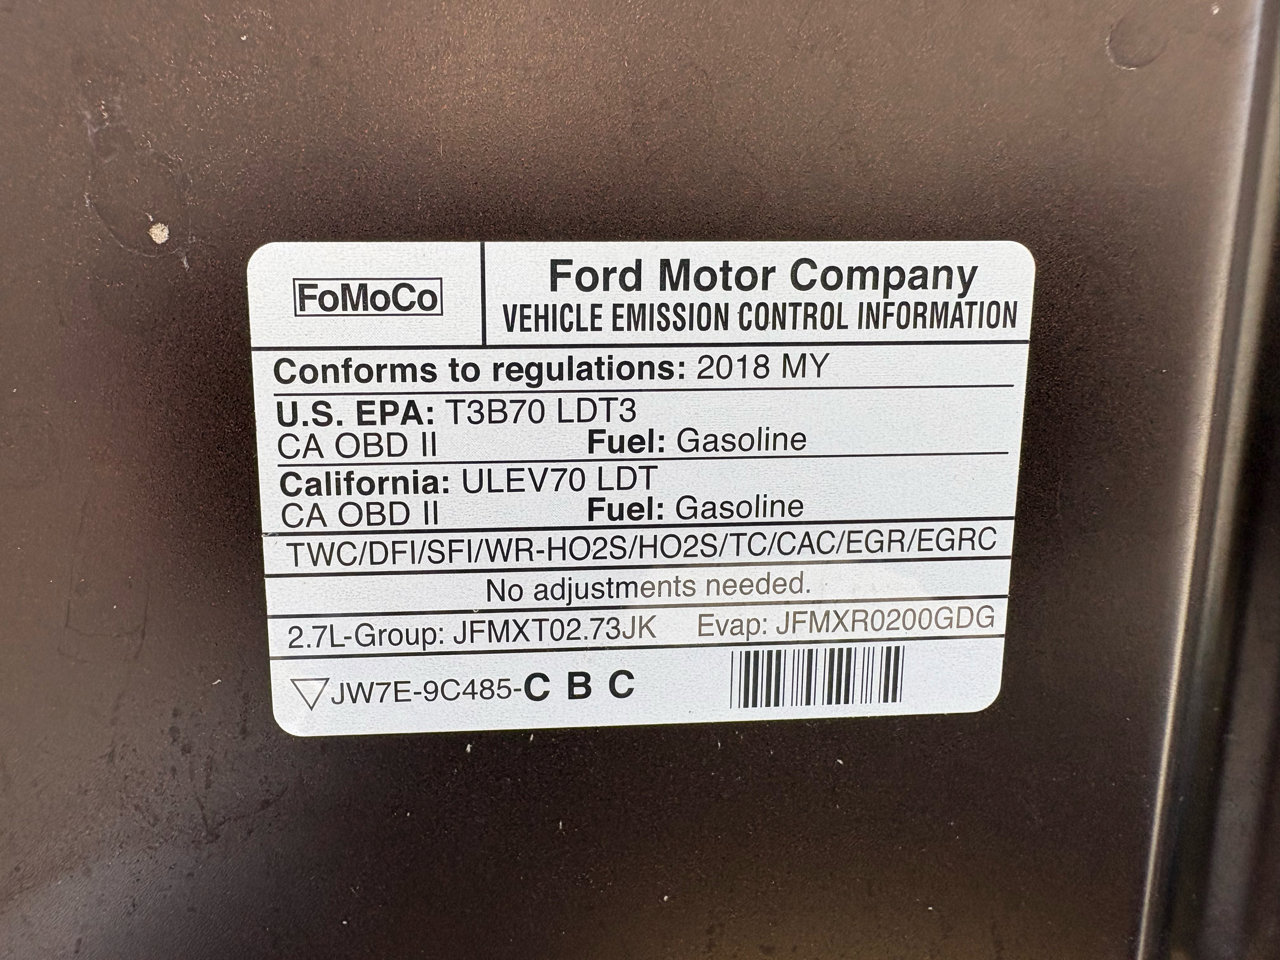 FoMoCo
Ford Motor Company
VEHICLE EMISSION CONTROL INFORMATION
Conforms to regulations: 2018 MY
U.S. EPA: T3B70 LDT3
CA OBD II Fuel: Gasoline
California: ULEV70 LDT
CA OBD II Fuel: Gasoline
TWC/DFI/SFI/WR-HO2S/HO2S/TC/CAC/EGR/EGRC
No adjustments needed.
2.7L-Group: JFMXT02.73JK Evap: JFMXR0200GDG
JW7E-9C485-C B C